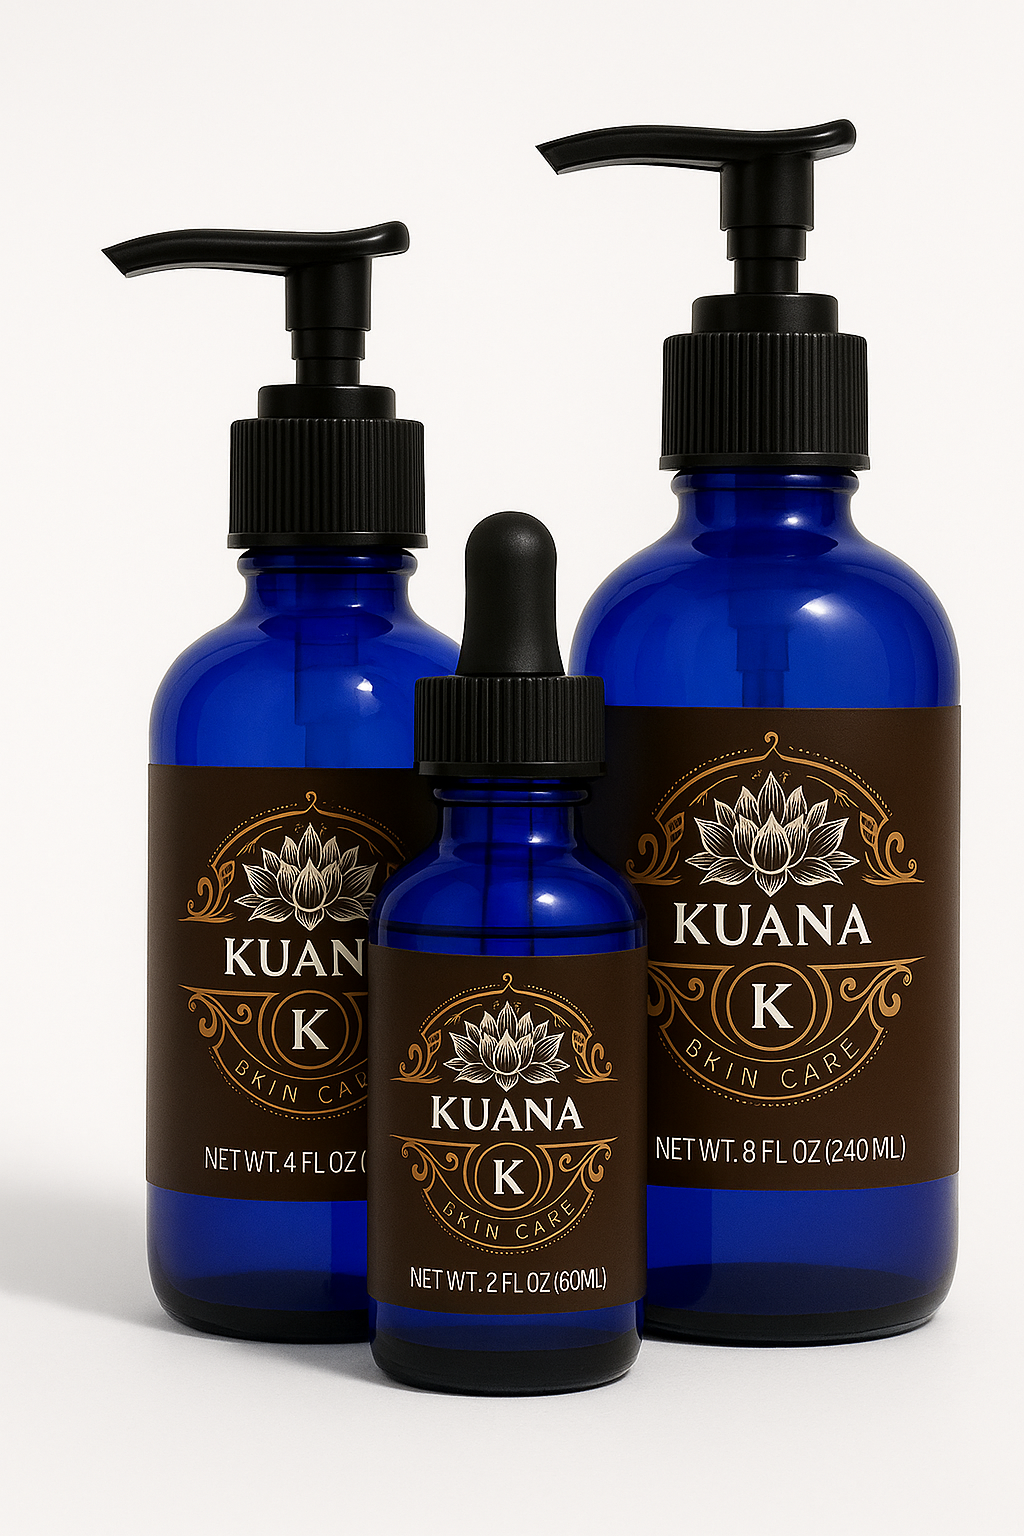 KUAN
K
BKIN CAR
NET WT. 4 FL OZ (
KUANA
K
BKIN CARE
NET WT. 2 FL OZ (60ML)
KUANA
K
BKIN CARE
NET WT. 8 FL OZ (240 ML)